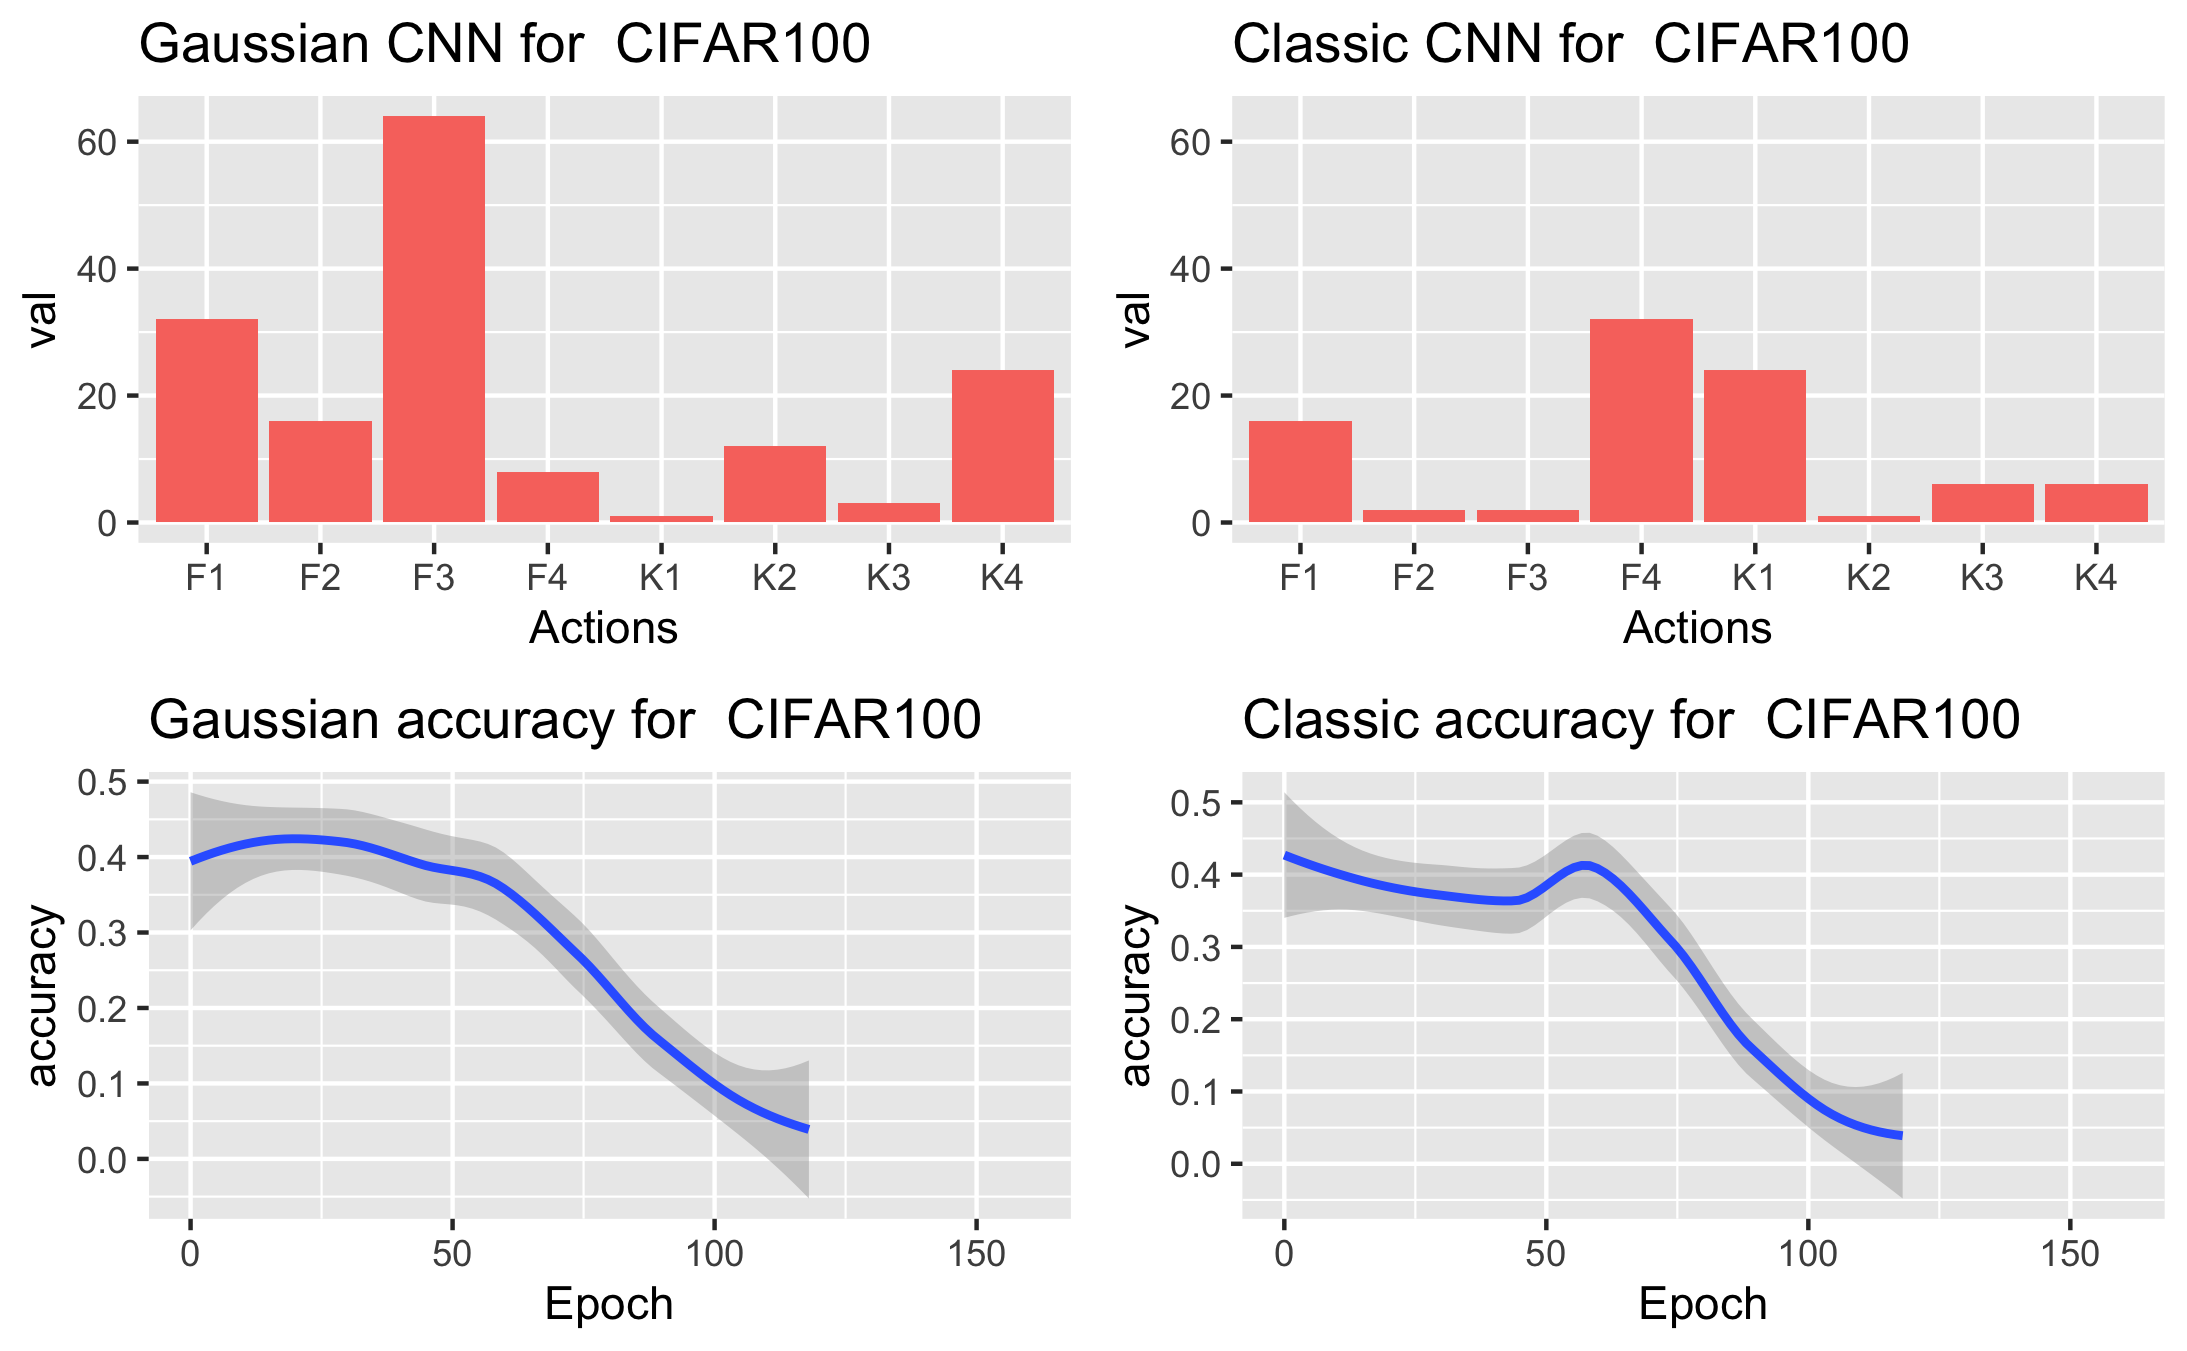 Gaussian CNN for  CIFAR100
60
40
20
0
val
F1 F2 F3 F4 K1 K2 K3 K4
Actions
Classic CNN for  CIFAR100
60
40
20
0
val
F1 F2 F3 F4 K1 K2 K3 K4
Actions
Gaussian accuracy for  CIFAR100
0.5
0.4
0.3
0.2
0.1
0.0
accuracy
0 50 100 150
Epoch
Classic accuracy for  CIFAR100
0.5
0.4
0.3
0.2
0.1
0.0
accuracy
0 50 100 150
Epoch